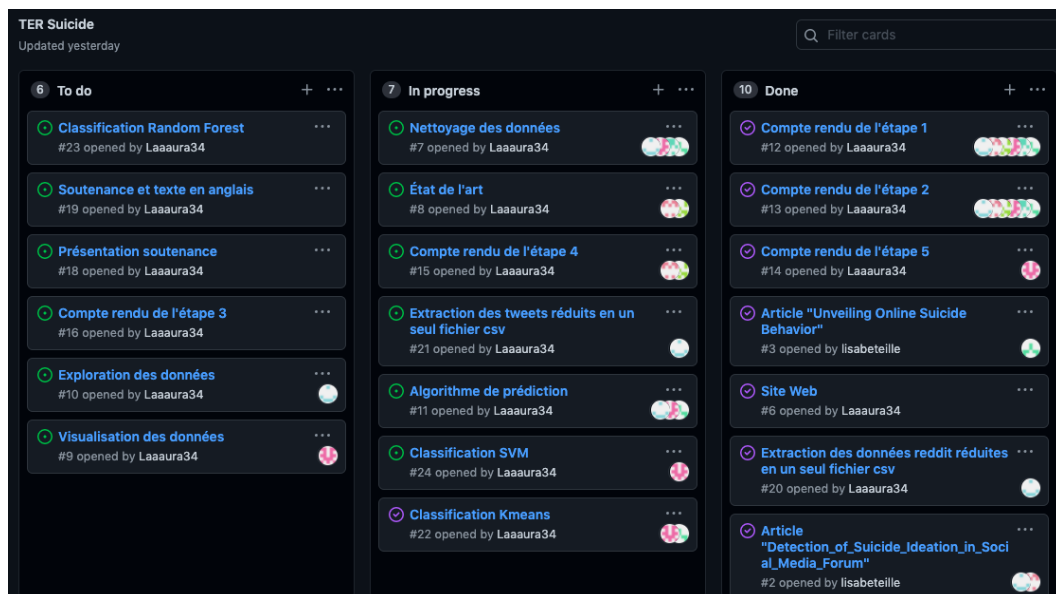 TER Suicide
Updated yesterday
Filter cards
6 To do
Classification Random Forest
#23 opened by Laaaura34
Soutenance et texte en anglais
#19 opened by Laaaura34
Présentation soutenance
#18 opened by Laaaura34
Compte rendu de l'étape 3
#16 opened by Laaaura34
Exploration des données
#10 opened by Laaaura34
Visualisation des données
#9 opened by Laaaura34
7 In progress
Nettoyage des données
#7 opened by Laaaura34
État de l'art
#8 opened by Laaaura34
Compte rendu de l'étape 4
#15 opened by Laaaura34
Extraction des tweets réduits en un
seul fichier csv
#21 opened by Laaaura34
Algorithme de prédiction
#11 opened by Laaaura34
Classification SVM
#24 opened by Laaaura34
Classification Kmeans
#22 opened by Laaaura34
10 Done
Compte rendu de l'étape 1
#12 opened by Laaaura34
Compte rendu de l'étape 2
#13 opened by Laaaura34
Compte rendu de l'étape 5
#14 opened by Laaaura34
Article "Unveiling Online Suicide
Behavior"
#3 opened by lisabeteille
Site Web
#6 opened by Laaaura34
Extraction des données reddit réduites
en un seul fichier csv
#20 opened by Laaaura34
Article
"Detection_of_Suicide_Ideation_in_Soci
al_Media_Forum"
#2 opened by lisabeteille